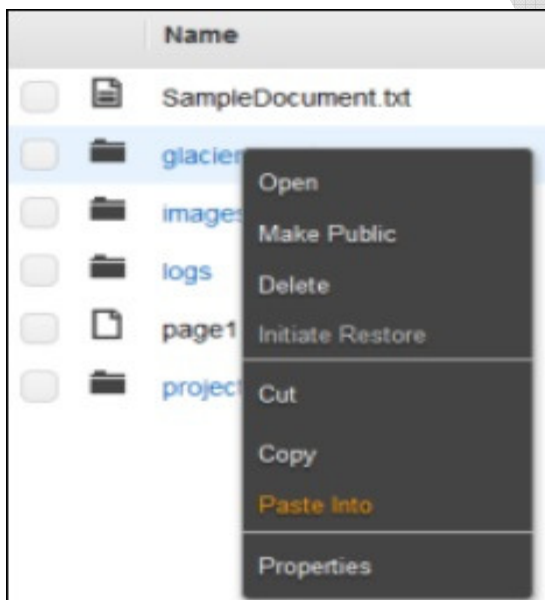 Name
SampleDocument.txt
glacier
images
logs
page1
project
Open
Make Public
Delete
Initiate Restore
Cut
Copy
Paste Into
Properties